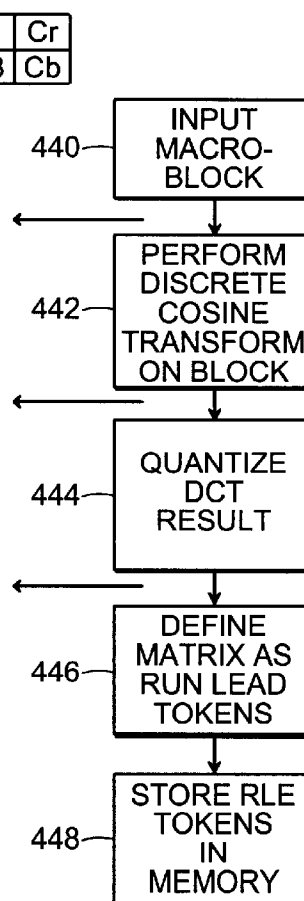 Cr
3 Cb
440
INPUT
MACRO-
BLOCK
442
PERFORM
DISCRETE
COSINE
TRANSFORM
ON BLOCK
444
QUANTIZE
DCT
RESULT
446
DEFINE
MATRIX AS
RUN LEAD
TOKENS
448
STORE RLE
TOKENS
IN
MEMORY